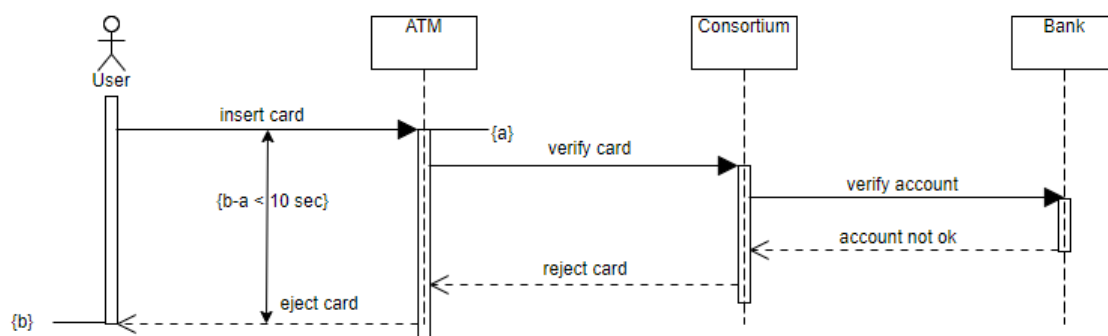 ATM
Consortium
Bank
User
insert card
{a}
verify card
{b-a < 10 sec}
verify account
account not ok
reject card
eject card
{b}